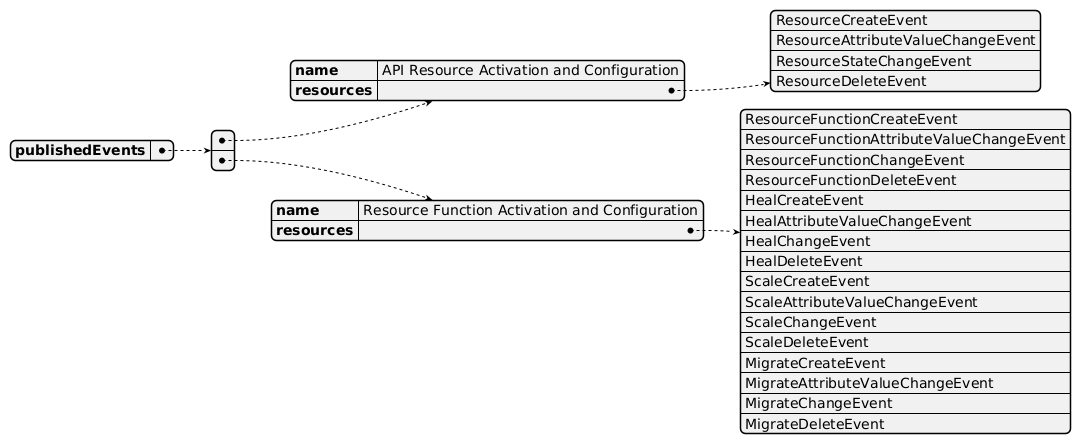 publishedEvents
name API Resource Activation and Configuration
resources
ResourceCreateEvent
ResourceAttributeValueChangeEvent
ResourceStateChangeEvent
ResourceDeleteEvent
name Resource Function Activation and Configuration
resources
ResourceFunctionCreateEvent
ResourceFunctionAttributeValueChangeEvent
ResourceFunctionChangeEvent
ResourceFunctionDeleteEvent
HealCreateEvent
HealAttributeValueChangeEvent
HealChangeEvent
HealDeleteEvent
ScaleCreateEvent
ScaleAttributeValueChangeEvent
ScaleChangeEvent
ScaleDeleteEvent
MigrateCreateEvent
MigrateAttributeValueChangeEvent
MigrateChangeEvent
MigrateDeleteEvent